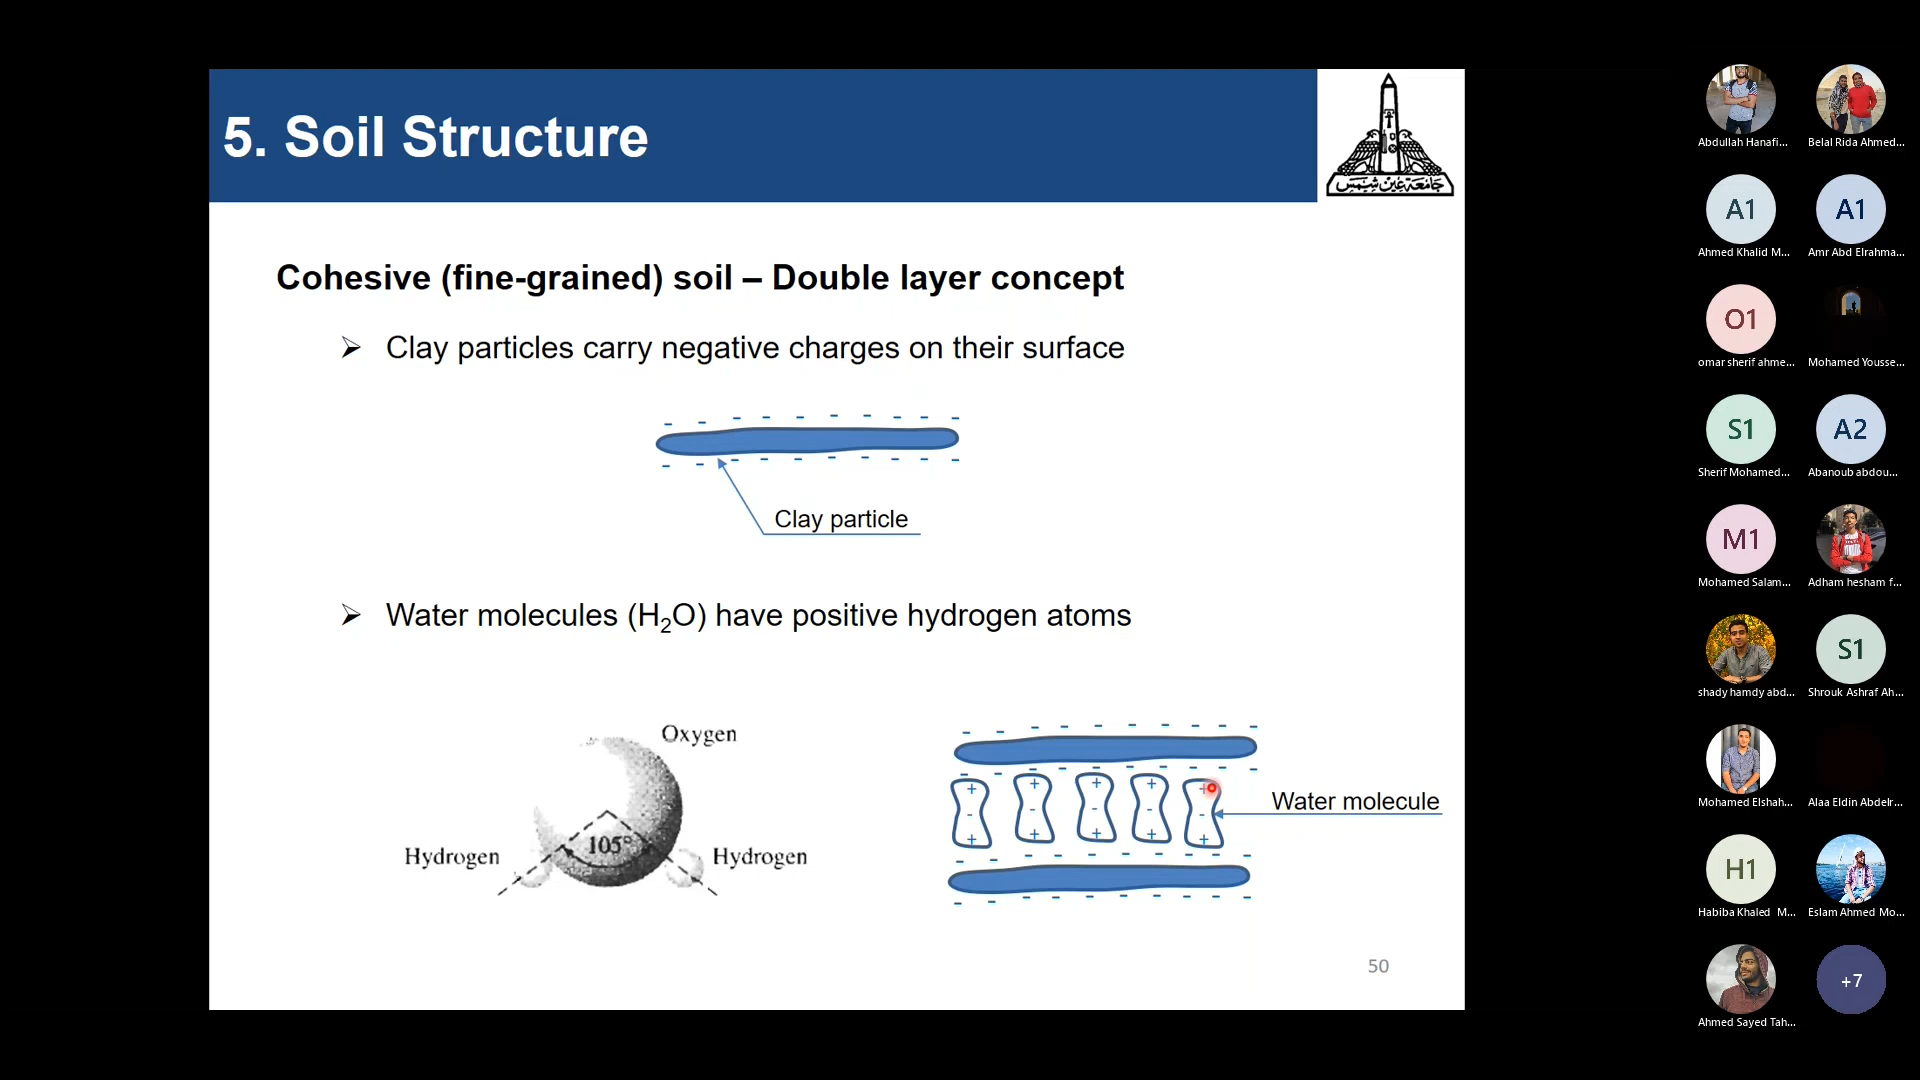 5. Soil Structure
جامعة عين شمس
Cohesive (fine-grained) soil – Double layer concept
➢ Clay particles carry negative charges on their surface
Clay particle
➢ Water molecules (H₂O) have positive hydrogen atoms
Oxygen
105°
Hydrogen
Hydrogen
Water molecule
50
Abdullah Hanafi...
Belal Rida Ahmed...
A1
A1
Ahmed Khalid M...
Amr Abd Elrahma...
O1
omar sherif ahme...
Mohamed Yousse...
S1
A2
Sherif Mohamed...
Abanoub abdou...
M1
Mohamed Salam...
Adham hesham f...
S1
shady hamdy abd...
Shrouk Ashraf Ah...
Mohamed Elshah...
Alaa Eldin Abdelr...
H1
Habiba Khaled M...
Eslam Ahmed Mo...
+7
Ahmed Sayed Tah...